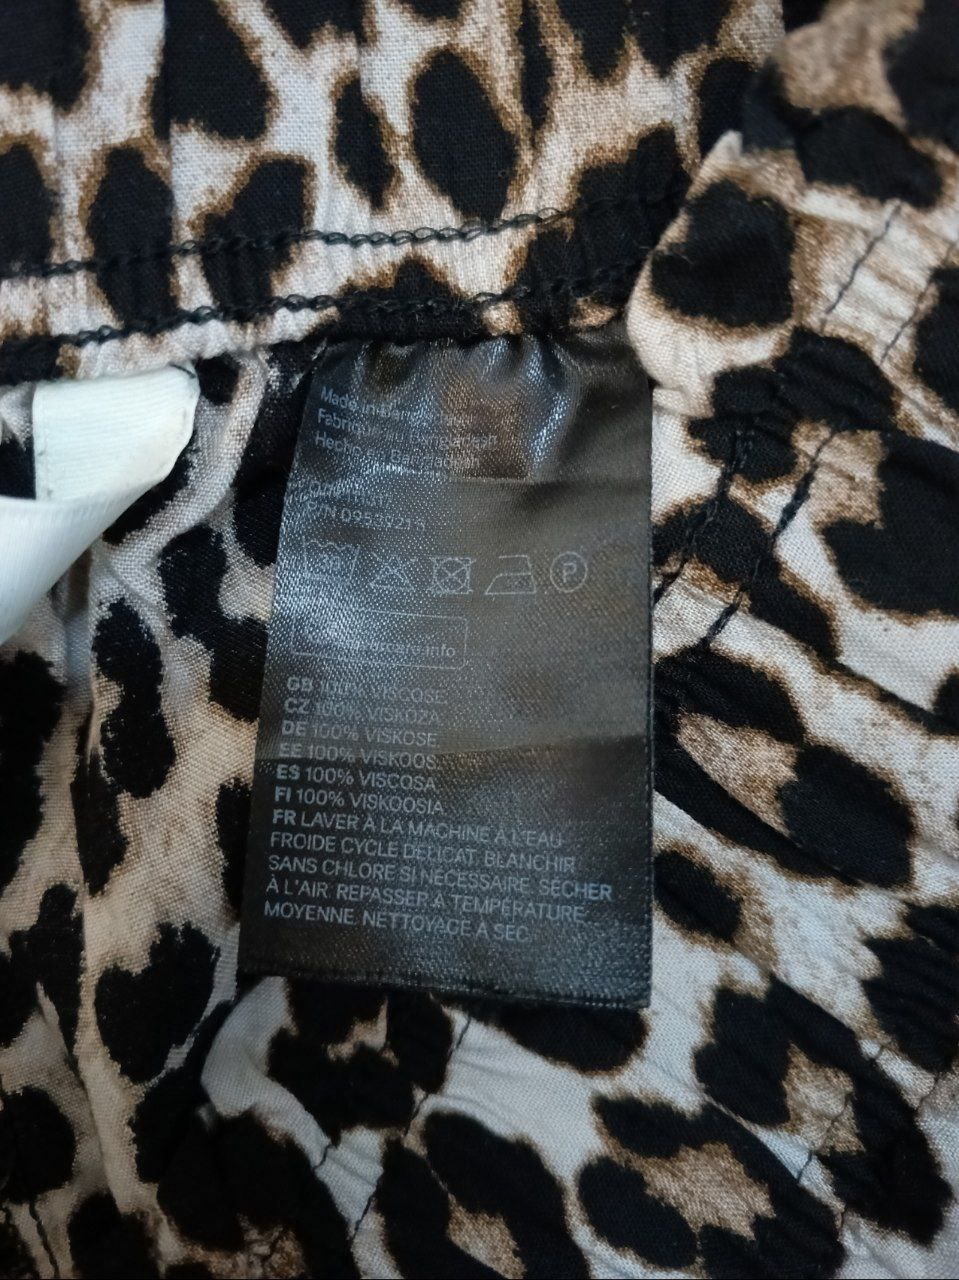 Made in Bangladesh
Fabriqué au Bangladesh
Hecho en Bangladesh
30
P
GB 100% VISCOSE
CZ 100% VISKÓZA
DE 100% VISKOSE
EE 100% VISKOOS
ES 100% VISCOSA
FI 100% VISKOOSIA
FR LAVER À LA MACHINE À L'EAU
FROIDE CYCLE DÉLICAT. BLANCHIR
SANS CHLORE SI NÉCESSAIRE. SÉCHER
À L'AIR. REPASSER À TEMPÉRATURE
MOYENNE. NETTOYAGE À SEC.